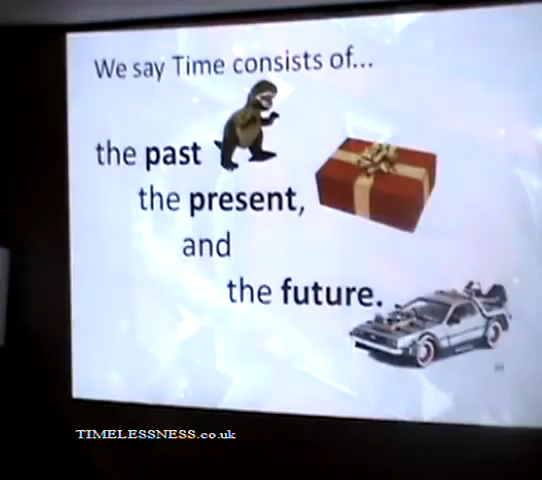 We say Time consists of...
the past
the present,
and
the future.
TIMELESSNESS.co.uk